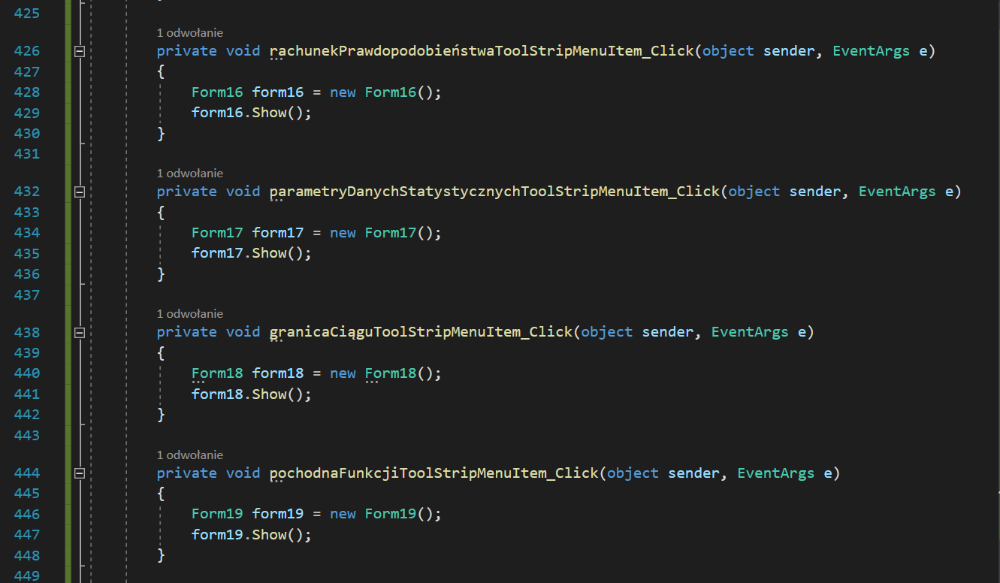 425
1 odwołanie
426 private void rachunekPrawdopodobieństwaToolStripMenuItem_Click(object sender, EventArgs e)
427 {
428 Form16 form16 = new Form16();
429 form16.Show();
430 }
431
1 odwołanie
432 private void parametryDanychStatystycznychToolStripMenuItem_Click(object sender, EventArgs e)
433 {
434 Form17 form17 = new Form17();
435 form17.Show();
436 }
437
1 odwołanie
438 private void granicaCiąguToolStripMenuItem_Click(object sender, EventArgs e)
439 {
440 Form18 form18 = new Form18();
441 form18.Show();
442 }
443
1 odwołanie
444 private void pochodnaFunkcjiToolStripMenuItem_Click(object sender, EventArgs e)
445 {
446 Form19 form19 = new Form19();
447 form19.Show();
448 }
449